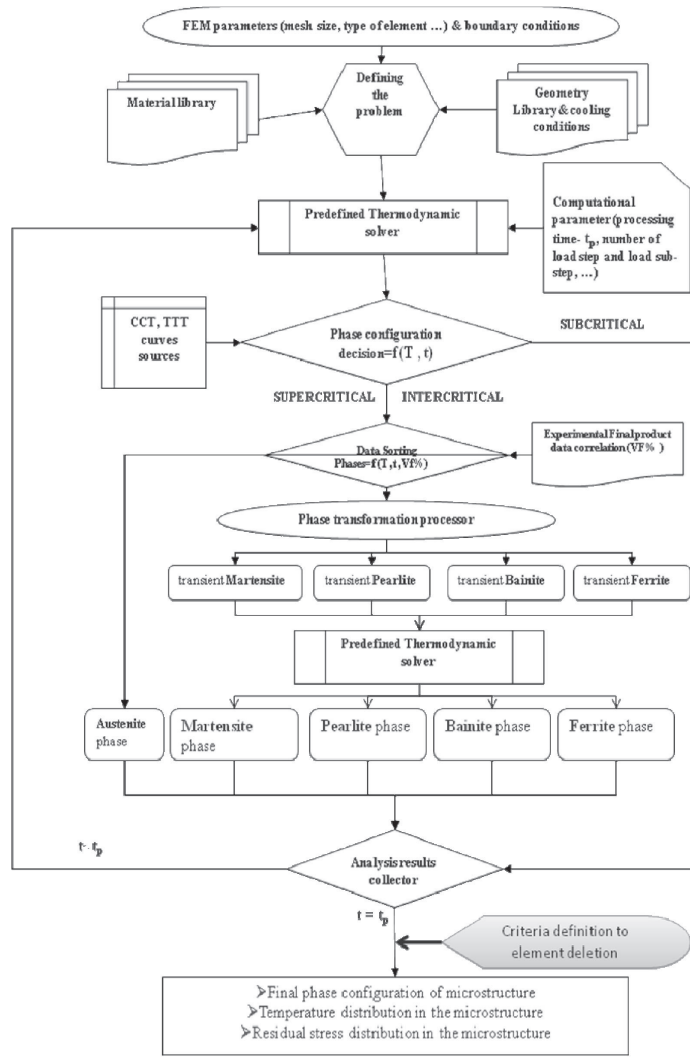 FEM parameters (mesh size, type of element ...) & boundary conditions
Material library
Defining
the
problem
Geometry
Library & cooling
conditions
Predefined Thermodynamic
solver
Computational
parameter (processing
time- tp, number of
load step and load sub-
step, ...)
CCT, TTT
curves
sources
Phase configuration
decision=f(T , t)
SUBCRITICAL
SUPERCRITICAL
INTERCRITICAL
Data Sorting
Phases=f(T,t,Vf%)
Experimental Final product
data correlation (VF% )
Phase transformation processor
transient Martensite
transient Pearlite
transient Bainite
transient Ferrite
Predefined Thermodynamic
solver
Austenite
phase
Martensite
phase
Pearlite phase
Bainite phase
Ferrite phase
Analysis results
collector
t- tp
t = tp
Criteria definition to
element deletion
➢Final phase configuration of microstructure
➢Temperature distribution in the microstructure
➢Residual stress distribution in the microstructure